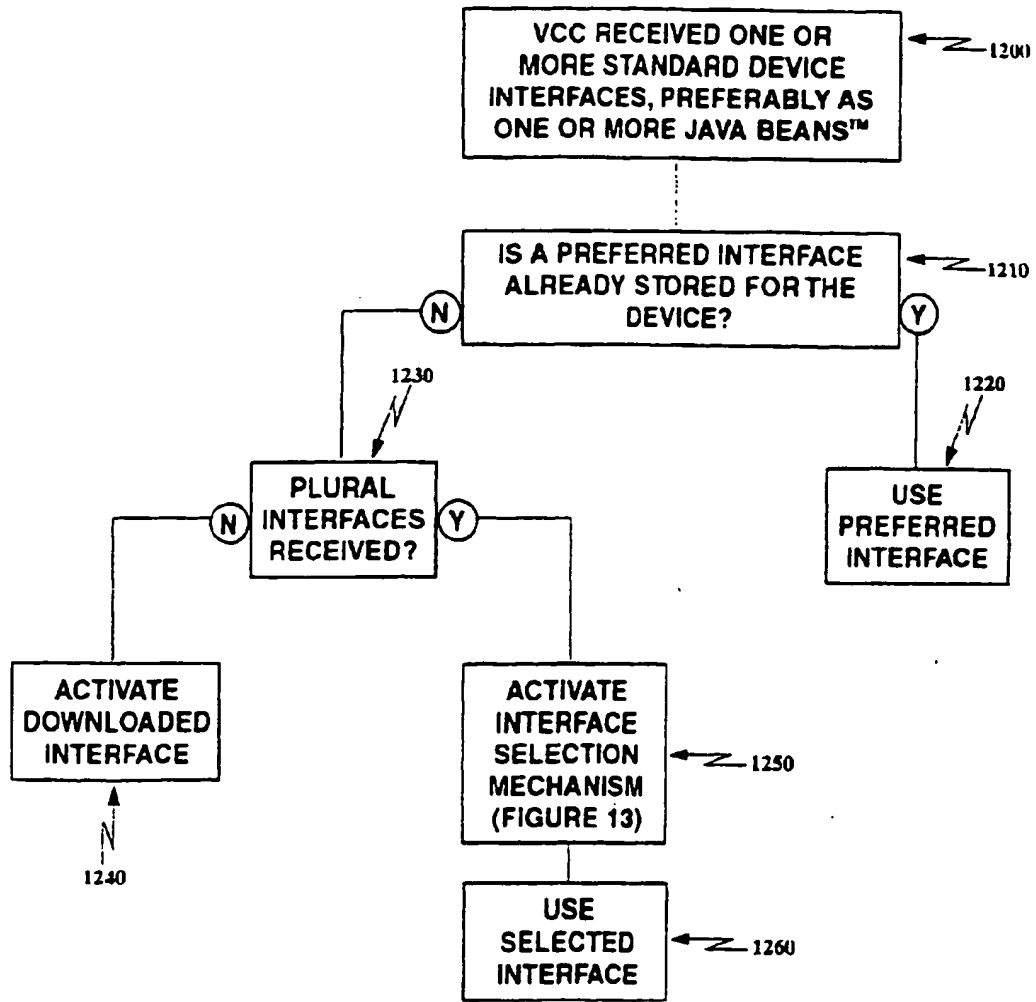 VCC RECEIVED ONE OR
MORE STANDARD DEVICE
INTERFACES, PREFERABLY AS
ONE OR MORE JAVA BEANS™
1200
IS A PREFERRED INTERFACE
ALREADY STORED FOR THE
DEVICE?
1210
N
Y
1230
1220
PLURAL
INTERFACES
RECEIVED?
N
Y
USE
PREFERRED
INTERFACE
ACTIVATE
DOWNLOADED
INTERFACE
1240
ACTIVATE
INTERFACE
SELECTION
MECHANISM
(FIGURE 13)
1250
USE
SELECTED
INTERFACE
1260